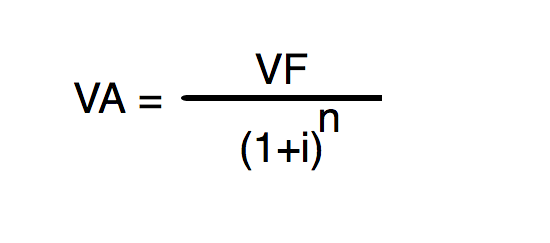 VF
VA =
(1+i)^n